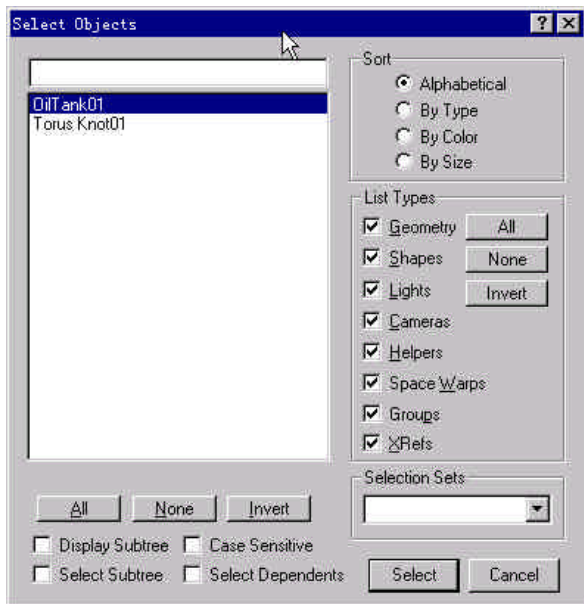 Select Objects
OilTank01
Torus Knot01
All None Invert
Display Subtree Case Sensitive
Select Subtree Select Dependents
Sort
Alphabetical
By Type
By Color
By Size
List Types
Geometry All
Shapes None
Lights Invert
Cameras
Helpers
Space Warps
Groups
XRefs
Selection Sets
Select Cancel